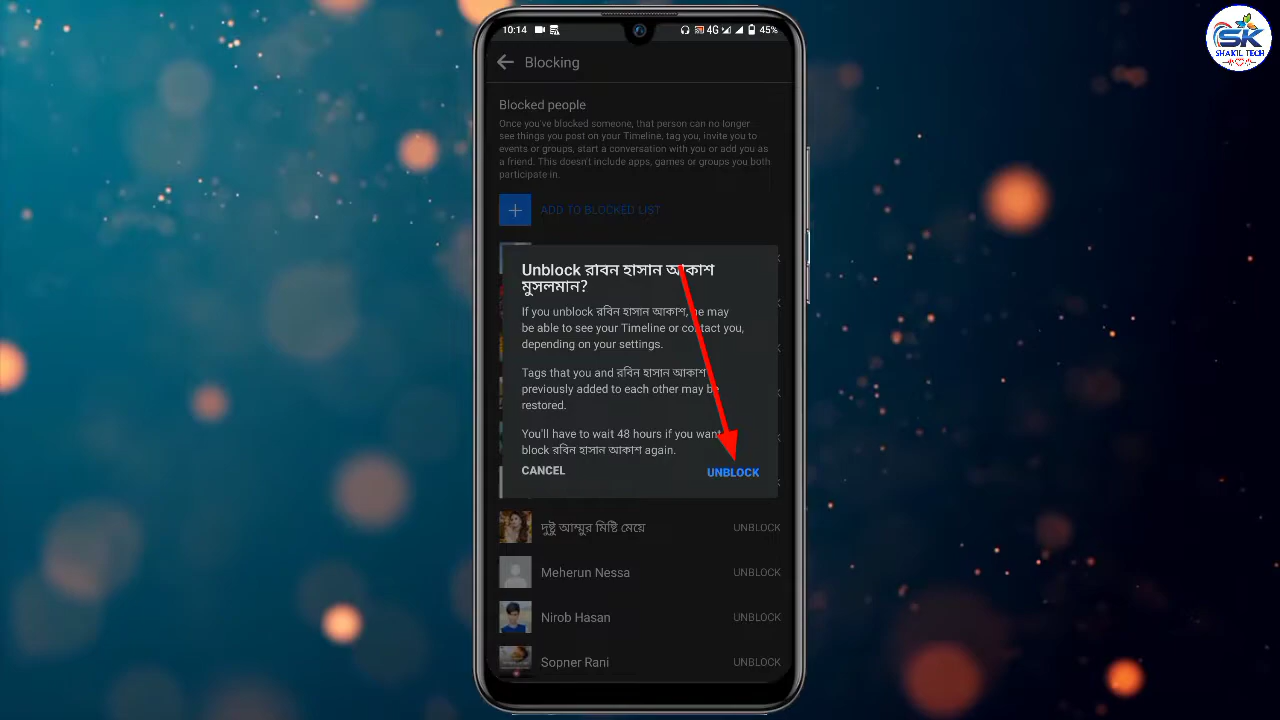 10:14
4G
45%
SK
SHAKIL TECH
Blocking
Blocked people
Once you've blocked someone, that person can no longer
see things you post on your Timeline, tag you, invite you to
events or groups, start a conversation with you or add you as
a friend. This doesn't include apps, games or groups you both
participate in.
ADD TO BLOCKED LIST
Unblock রাবন হাসান আকাশ
মুসলমান?
If you unblock রবিন হাসান আকাশ, he may
be able to see your Timeline or contact you,
depending on your settings.
Tags that you and রবিন হাসান আকাশ
previously added to each other may be
restored.
You'll have to wait 48 hours if you want
block রবিন হাসান আকাশ again.
CANCEL
UNBLOCK
দুষ্টু আম্মুর মিষ্টি মেয়ে UNBLOCK
Meherun Nessa UNBLOCK
Nirob Hasan UNBLOCK
Sopner Rani UNBLOCK